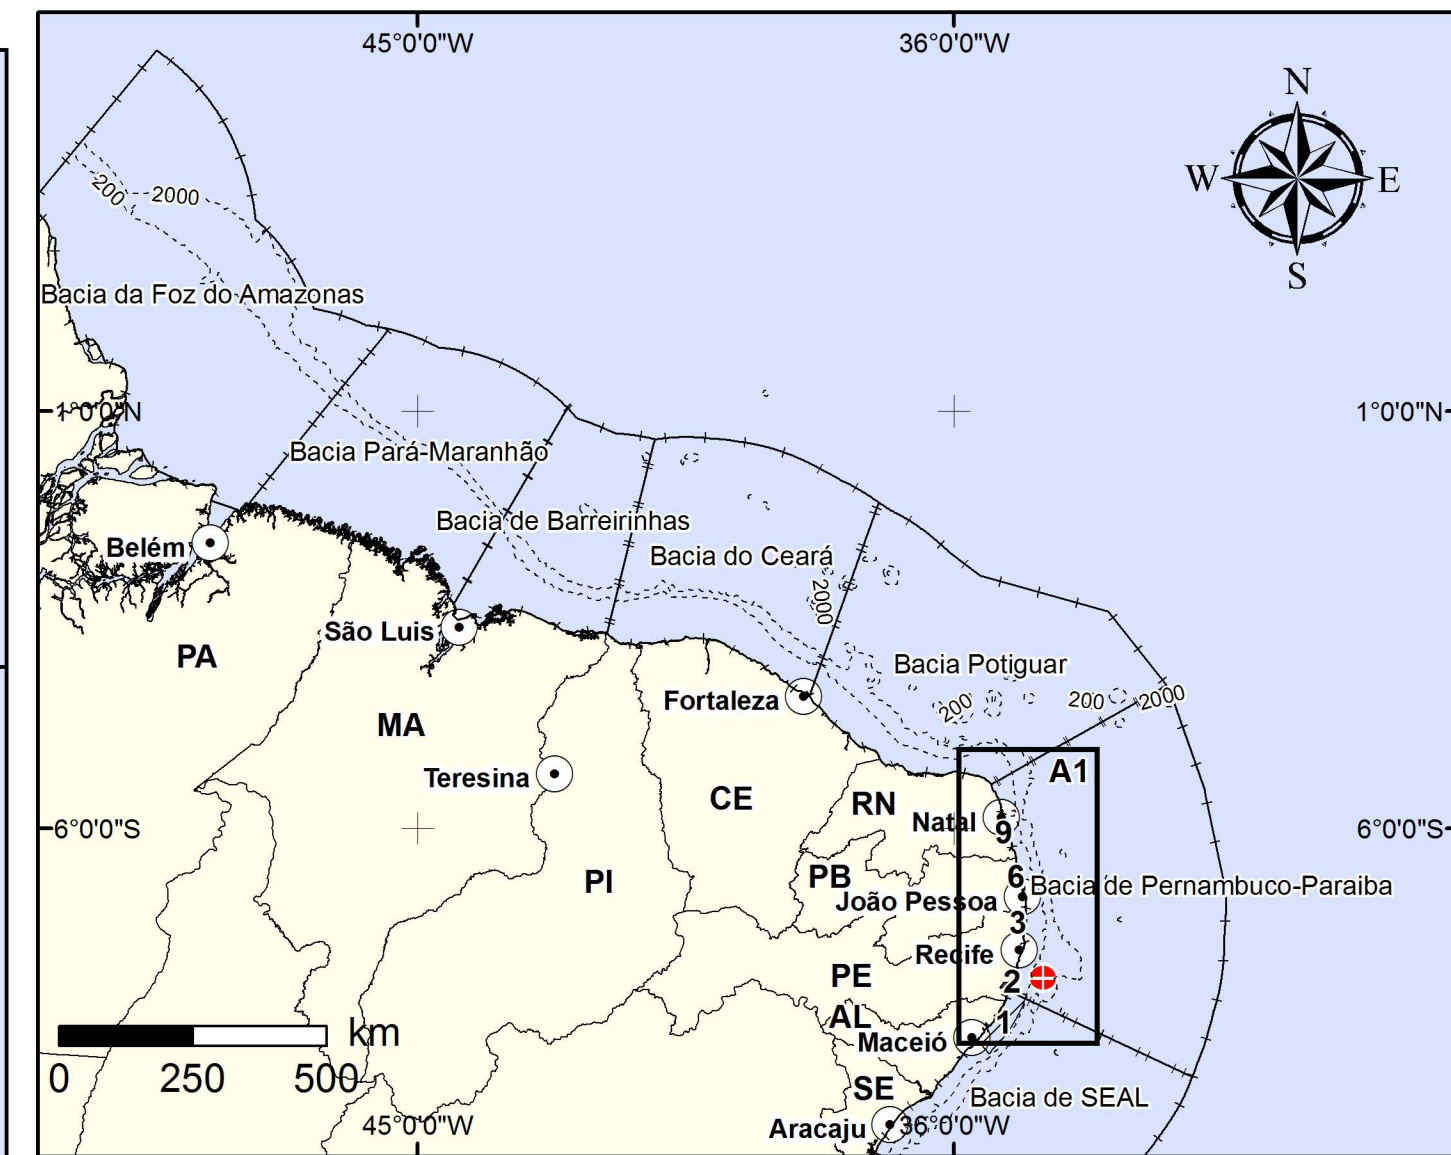 45°0'0"W
36°0'0"W
N
W
E
S
200
2000
Bacia da Foz do Amazonas
1°0'0"N
1°0'0"N
Bacia Pará-Maranhão
Bacia de Barreirinhas
Belém
Bacia do Ceará
2000
São Luis
PA
Bacia Potiguar
Fortaleza
200
200
2000
MA
A1
Teresina
CE
RN
Natal
9
6°0'0"S
6°0'0"S
PI
PB
6
Bacia de Pernambuco-Paraiba
João Pessoa
3
Recife
PE
2
AL
1
km
Maceió
0
250
500
SE
Bacia de SEAL
45°0'0"W
Aracaju
36°0'0"W